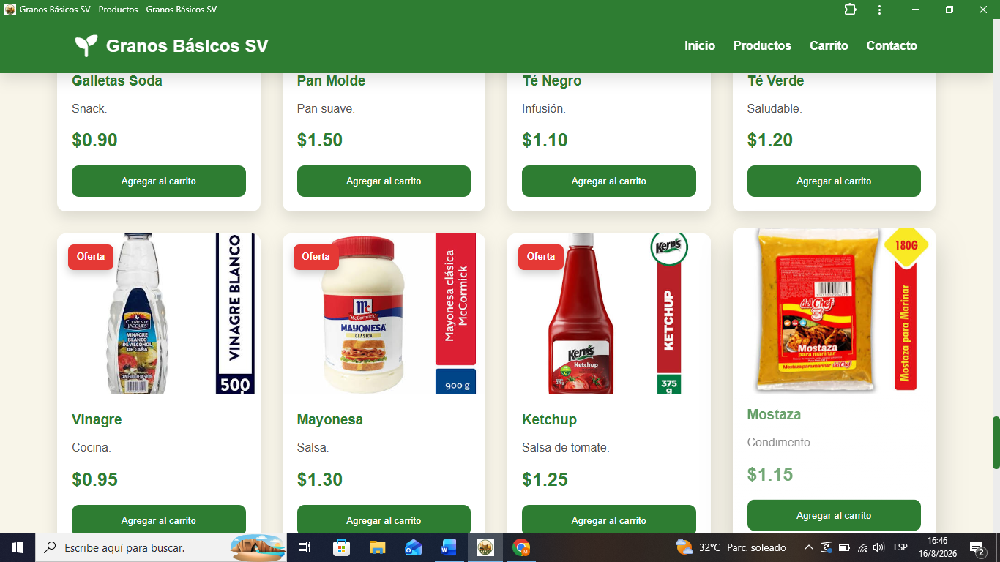 Granos Básicos SV - Productos - Granos Básicos SV
Granos Básicos SV
Inicio Productos Carrito Contacto
Galletas Soda
Snack.
$0.90
Agregar al carrito
Pan Molde
Pan suave.
$1.50
Agregar al carrito
Té Negro
Infusión.
$1.10
Agregar al carrito
Té Verde
Saludable.
$1.20
Agregar al carrito
Oferta
CLEMENTE
JACQUES
VINAGRE
BLANCO
DE ALCOHOL
DE CAÑA
VINAGRE BLANCO
500
Vinagre
Cocina.
$0.95
Agregar al carrito
Oferta
McCormick
MAYONESA
CLÁSICA
Mayonesa clásica
McCormick
900 g
Mayonesa
Salsa.
$1.30
Agregar al carrito
Oferta
Kern's
Ketchup
Kern's
KETCHUP
375
g
Ketchup
Salsa de tomate.
$1.25
Agregar al carrito
del Chef
Mostaza
para marinar
Mostaza para marinar del Chef
180G
Mostaza para Marinar
Mostaza
Condimento.
$1.15
Agregar al carrito
Escribe aquí para buscar.
32°C Parc. soleado
ESP
16:46
16/8/2026
2